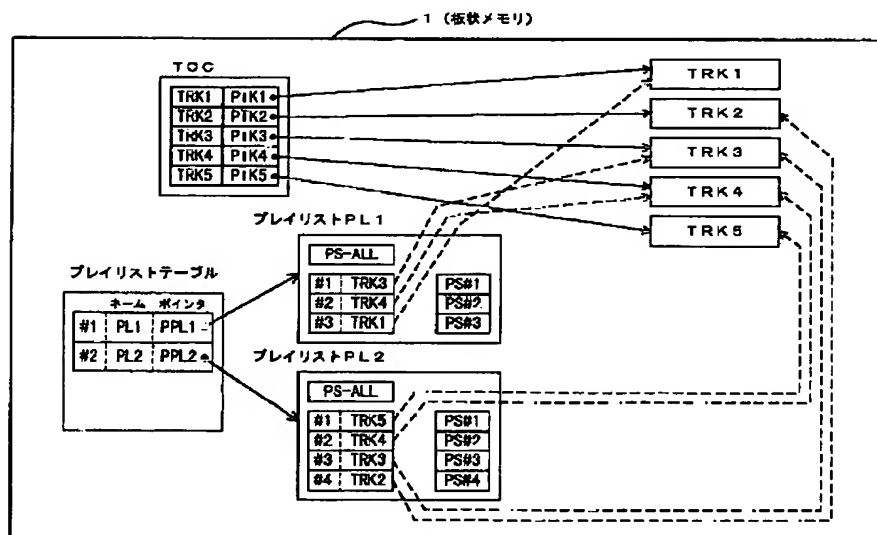 1 (板状メモリ)
TOC
TRK1 PTK1
TRK2 PTK2
TRK3 PTK3
TRK4 PTK4
TRK5 PTK5
TRK1
TRK2
TRK3
TRK4
TRK5
プレイリストPL1
PS-ALL
#1 TRK3 PS#1
#2 TRK4 PS#2
#3 TRK1 PS#3
プレイリストテーブル
ネーム ポインタ
#1 PL1 PPL1
#2 PL2 PPL2
プレイリストPL2
PS-ALL
#1 TRK5 PS#1
#2 TRK4 PS#2
#3 TRK3 PS#3
#4 TRK2 PS#4